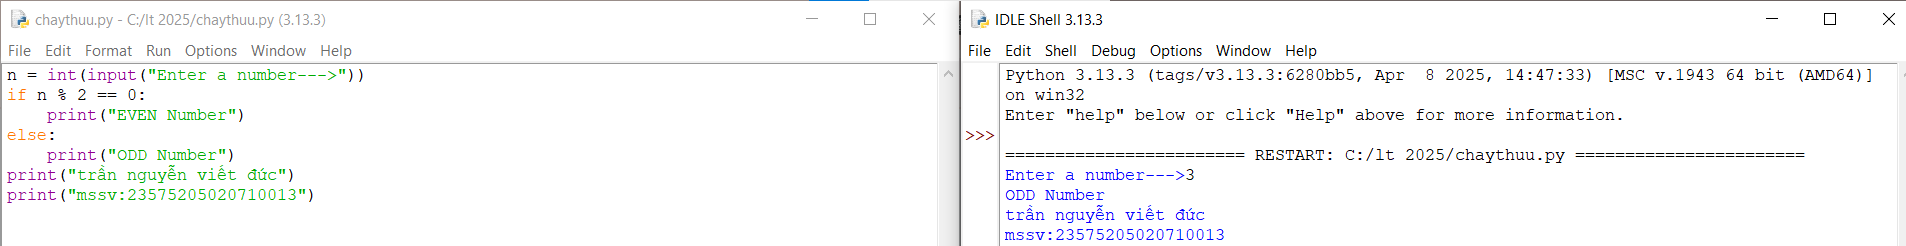 chaythuu.py - C:/lt 2025/chaythuu.py (3.13.3)
File Edit Format Run Options Window Help
n = int(input("Enter a number--->"))
if n % 2 == 0:
    print("EVEN Number")
else:
    print("ODD Number")
print("trần nguyễn viết đức")
print("mssv:23575205020710013")
IDLE Shell 3.13.3
File Edit Shell Debug Options Window Help
Python 3.13.3 (tags/v3.13.3:6280bb5, Apr  8 2025, 14:47:33) [MSC v.1943 64 bit (AMD64)]
on win32
Enter "help" below or click "Help" above for more information.
>>>
======================== RESTART: C:/lt 2025/chaythuu.py =======================
Enter a number--->3
ODD Number
trần nguyễn viết đức
mssv:23575205020710013